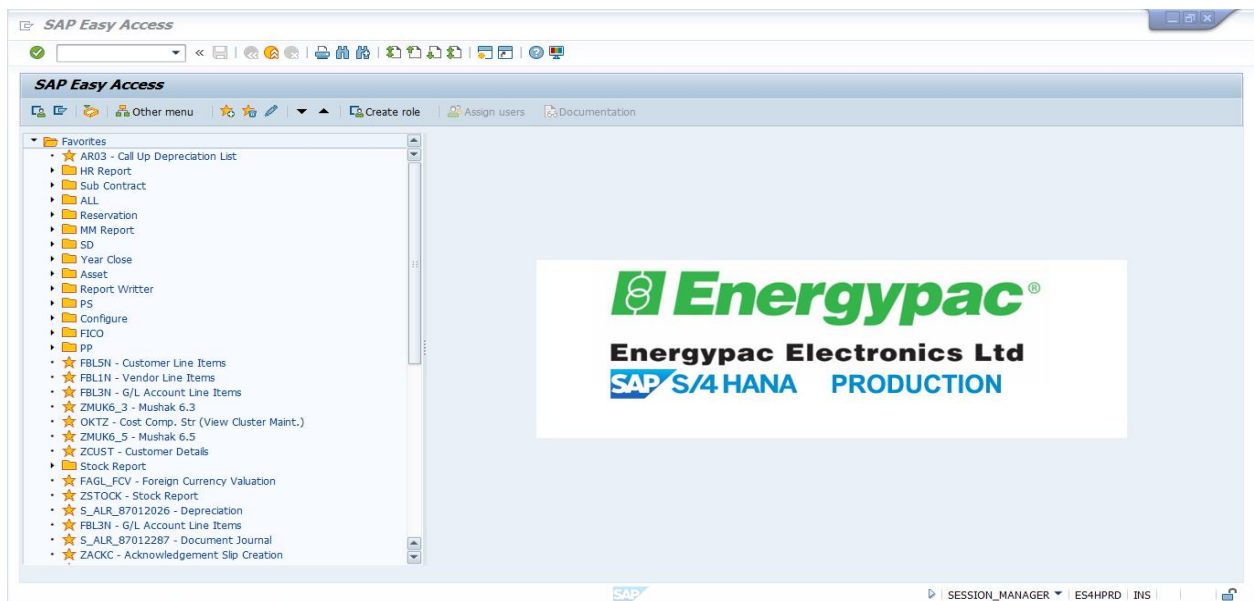 SAP Easy Access
SAP Easy Access
Other menu Create role Assign users Documentation
Favorites
AR03 - Call Up Depreciation List
HR Report
Sub Contract
ALL
Reservation
MM Report
SD
Year Close
Asset
Report Writter
PS
Configure
FICO
PP
FBL5N - Customer Line Items
FBL1N - Vendor Line Items
FBL3N - G/L Account Line Items
ZMUK6_3 - Mushak 6.3
OKTZ - Cost Comp. Str (View Cluster Maint.)
ZMUK6_5 - Mushak 6.5
ZCUST - Customer Details
Stock Report
FAGL_FCV - Foreign Currency Valuation
ZSTOCK - Stock Report
S_ALR_87012026 - Depreciation
FBL3N - G/L Account Line Items
S_ALR_87012287 - Document Journal
ZACKC - Acknowledgement Slip Creation
Energypac®
Energypac Electronics Ltd
SAP S/4 HANA PRODUCTION
SAP
SESSION_MANAGER ES4HPRD INS